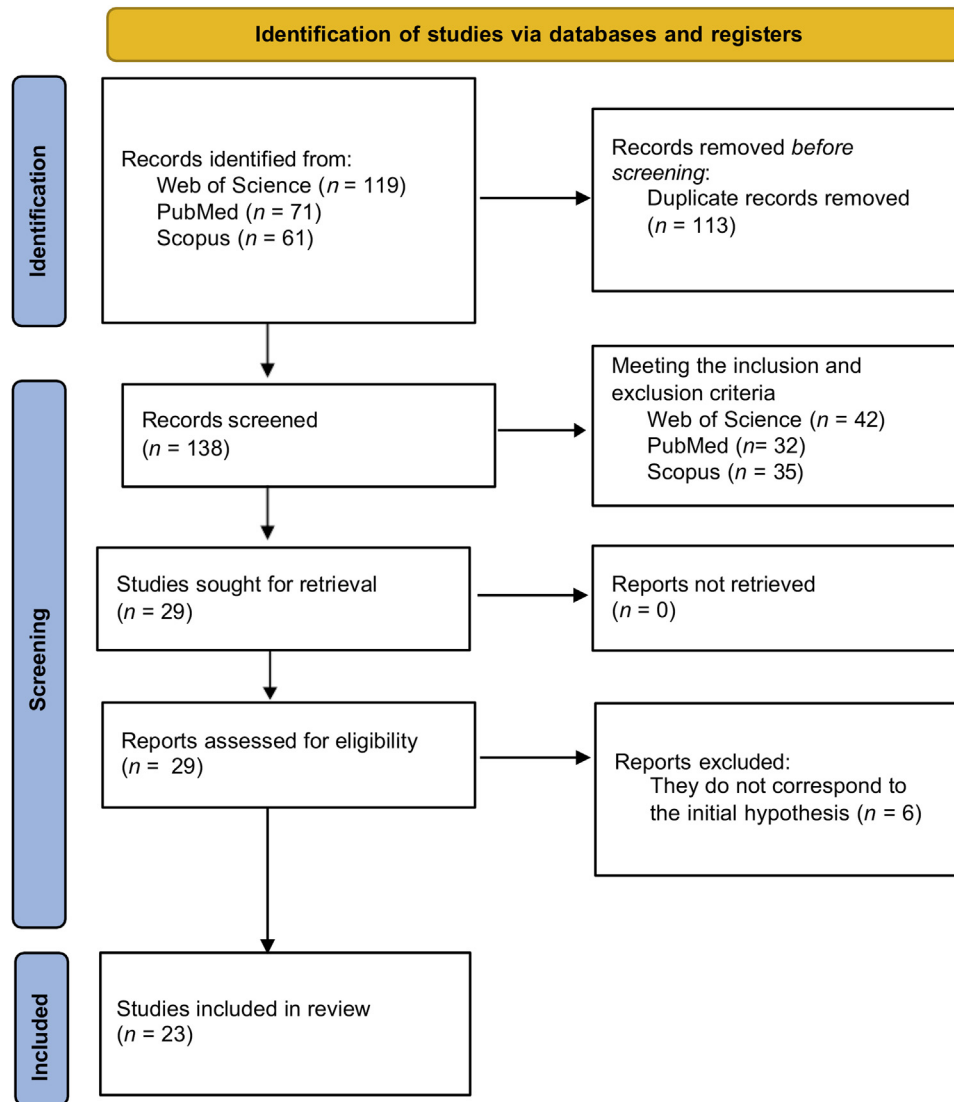 Identification of studies via databases and registers
Identification
Records identified from:
Web of Science (n = 119)
PubMed (n = 71)
Scopus (n = 61)
Records removed before
screening:
Duplicate records removed
(n = 113)
Screening
Records screened
(n = 138)
Meeting the inclusion and
exclusion criteria
Web of Science (n = 42)
PubMed (n= 32)
Scopus (n = 35)
Studies sought for retrieval
(n = 29)
Reports not retrieved
(n = 0)
Reports assessed for eligibility
(n = 29)
Reports excluded:
They do not correspond to
the initial hypothesis (n = 6)
Included
Studies included in review
(n = 23)